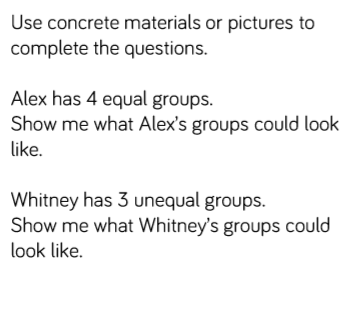 Use concrete materials or pictures to
complete the questions.
Alex has 4 equal groups.
Show me what Alex's groups could look
like.
Whitney has 3 unequal groups.
Show me what Whitney's groups could
look like.